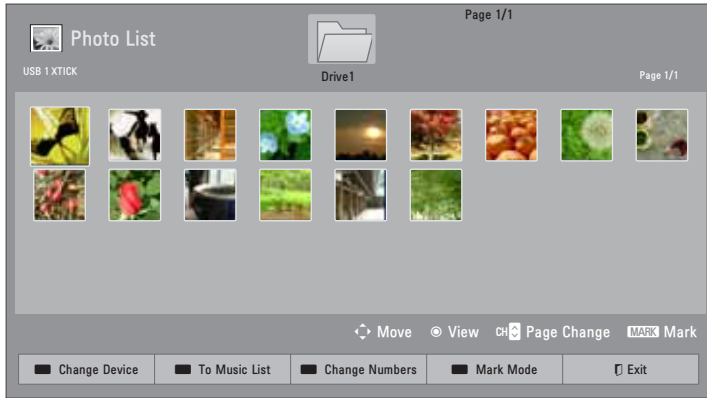 Page 1/1
Photo List
USB 1 XTICK
Drive1
Page 1/1
Move View CH Page Change MARK Mark
Change Device To Music List Change Numbers Mark Mode Exit